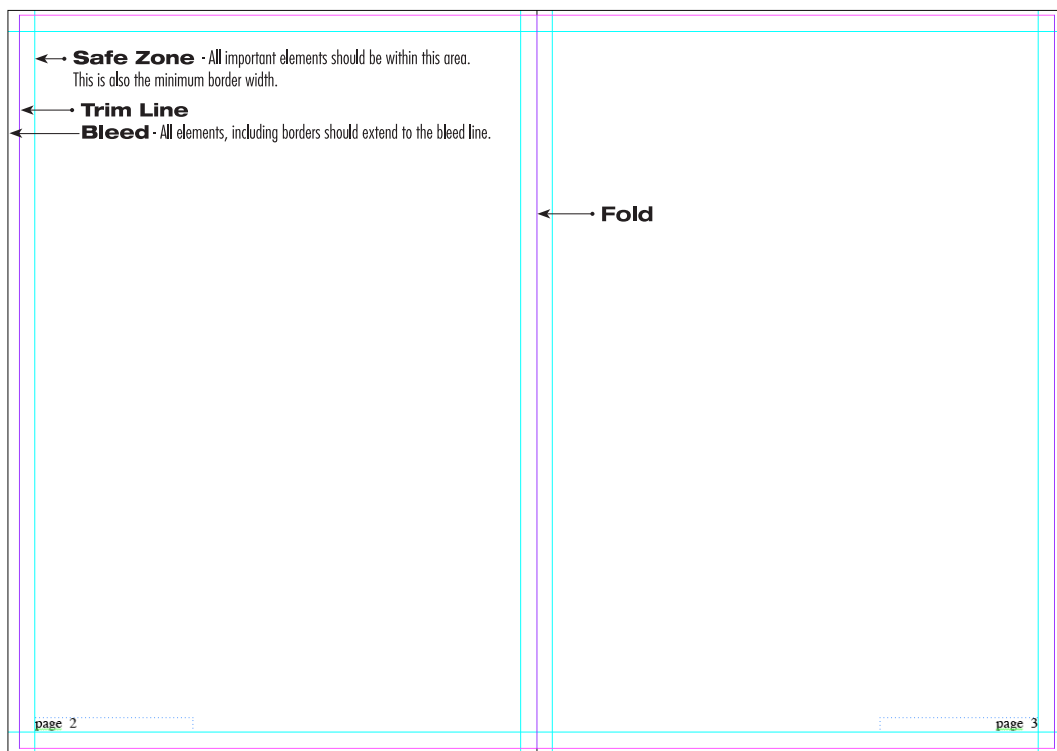 Safe Zone - All important elements should be within this area.
This is also the minimum border width.
Trim Line
Bleed - All elements, including borders should extend to the bleed line.
Fold
page 2
page 3